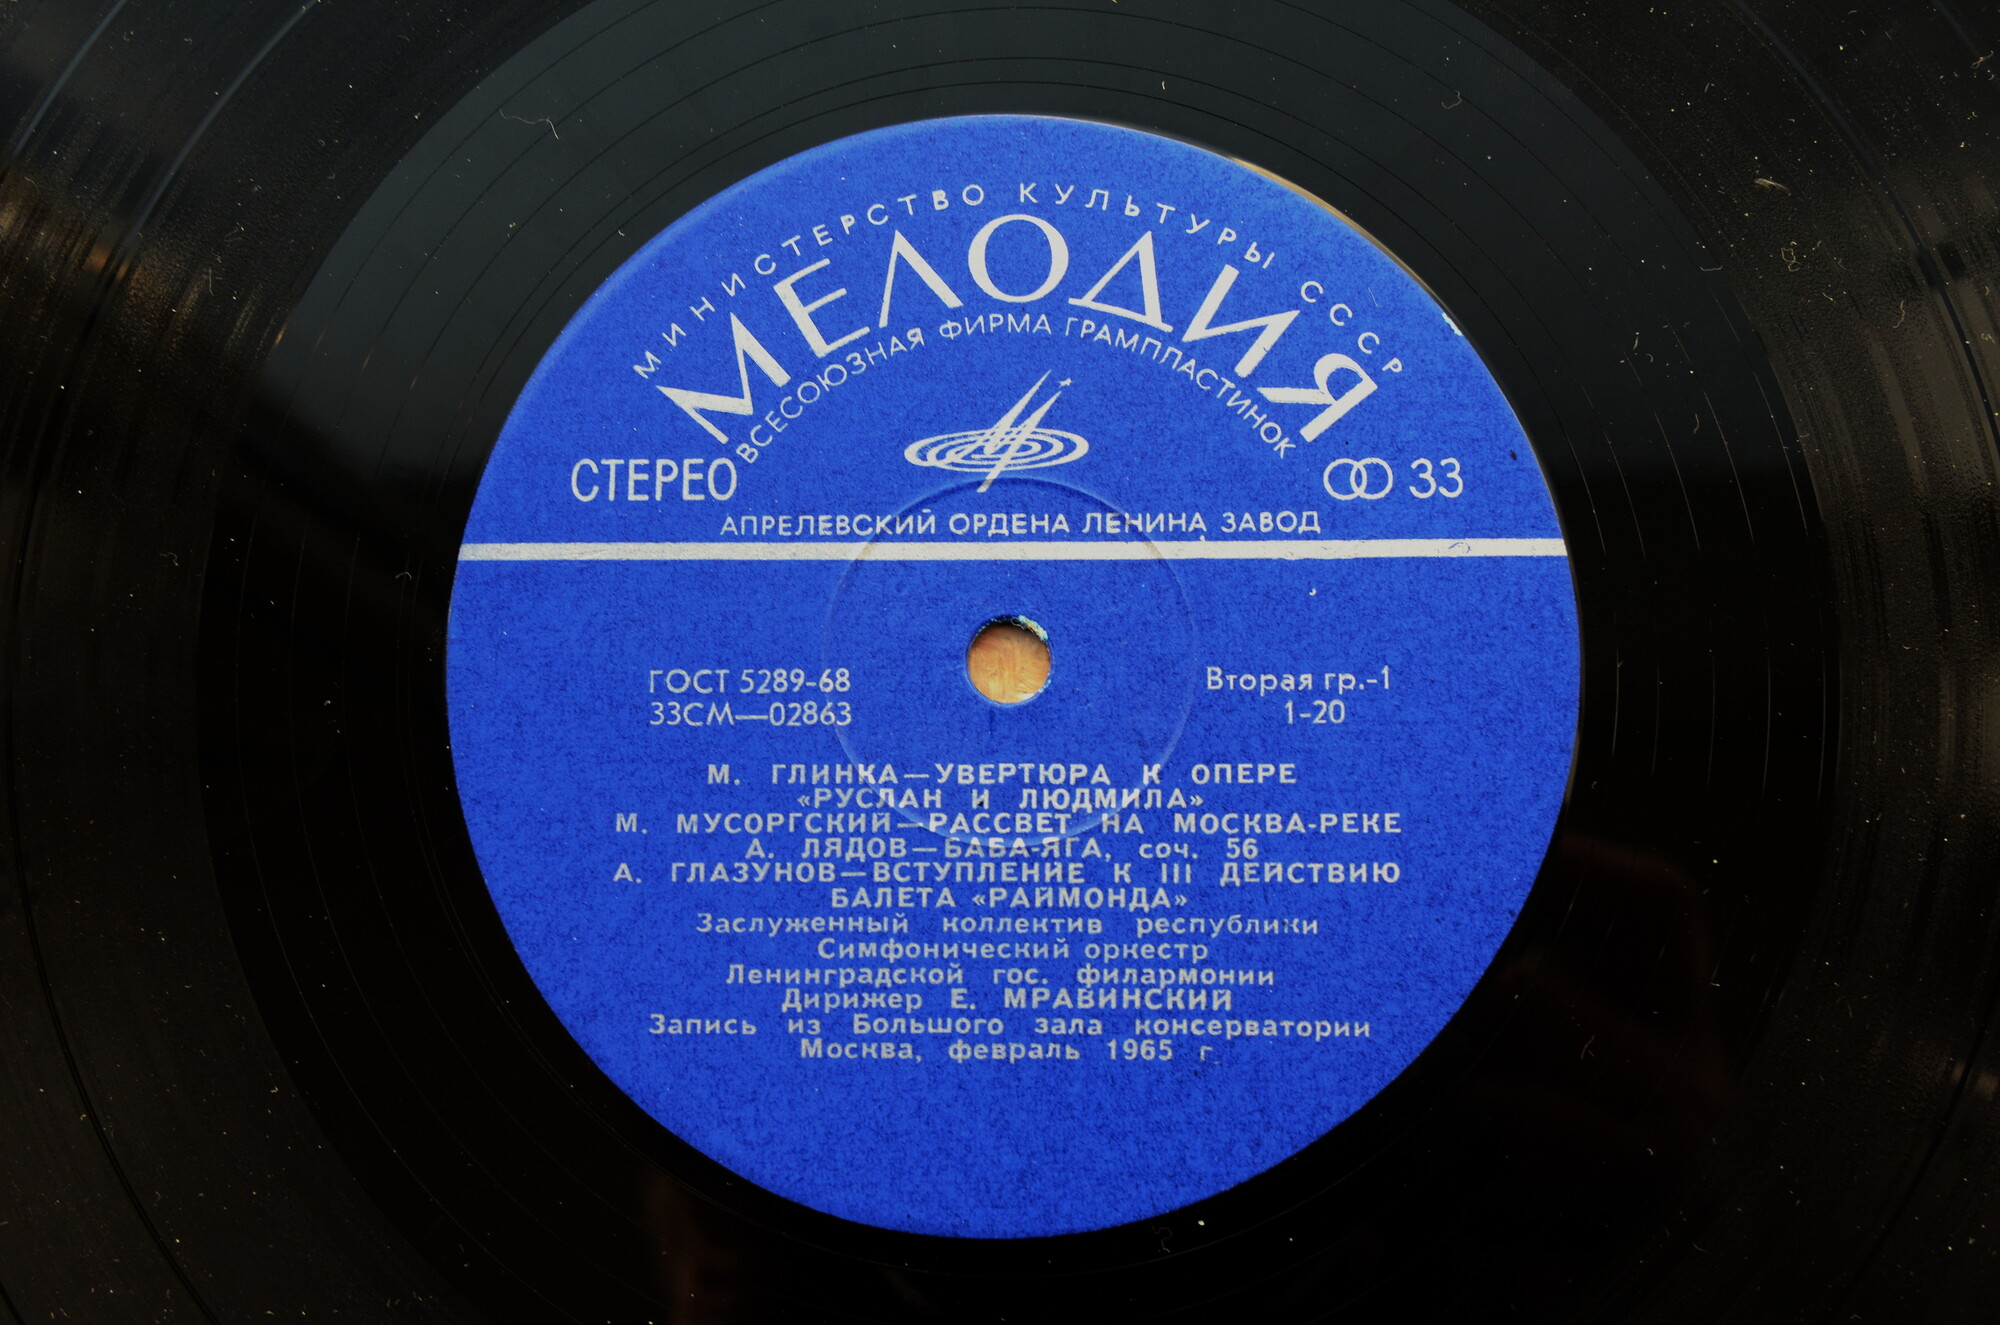 МИНИСТЕРСТВО КУЛЬТУРЫ СССР
МЕЛОДИЯ
ВСЕСОЮЗНАЯ ФИРМА ГРАМПЛАСТИНОК
СТЕРЕО
33
АПРЕЛЕВСКИЙ ОРДЕНА ЛЕНИНА ЗАВОД
ГОСТ 5289-68
33СМ—02863
Вторая гр.-1
1-20
М. ГЛИНКА—УВЕРТЮРА К ОПЕРЕ
«РУСЛАН И ЛЮДМИЛА»
М. МУСОРГСКИЙ—РАССВЕТ НА МОСКВА-РЕКЕ
А. ЛЯДОВ—БАБА-ЯГА, соч. 56
А. ГЛАЗУНОВ—ВСТУПЛЕНИЕ К III ДЕЙСТВИЮ
БАЛЕТА «РАЙМОНДА»
Заслуженный коллектив республики
Симфонический оркестр
Ленинградской гос. филармонии
Дирижер Е. МРАВИНСКИЙ
Запись из Большого зала консерватории
Москва, февраль 1965 г.